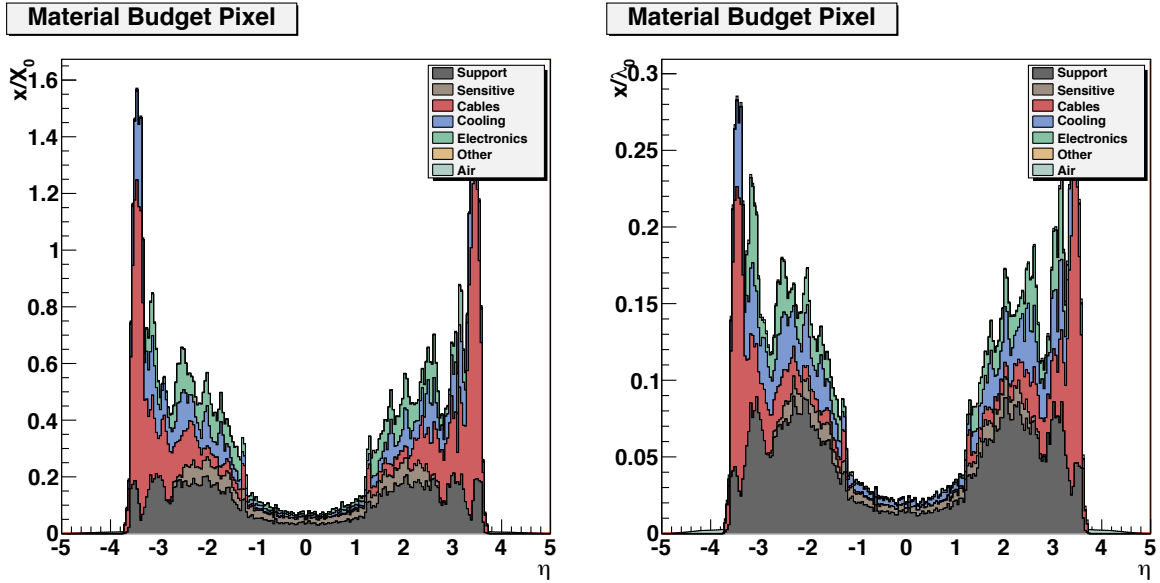 Material Budget Pixel
x/X0
1.6
1.4
1.2
1
0.8
0.6
0.4
0.2
0
Support
Sensitive
Cables
Cooling
Electronics
Other
Air
-5 -4 -3 -2 -1 0 1 2 3 4 5
η
Material Budget Pixel
x/λ0
0.3
0.25
0.2
0.15
0.1
0.05
0
Support
Sensitive
Cables
Cooling
Electronics
Other
Air
-5 -4 -3 -2 -1 0 1 2 3 4 5
η